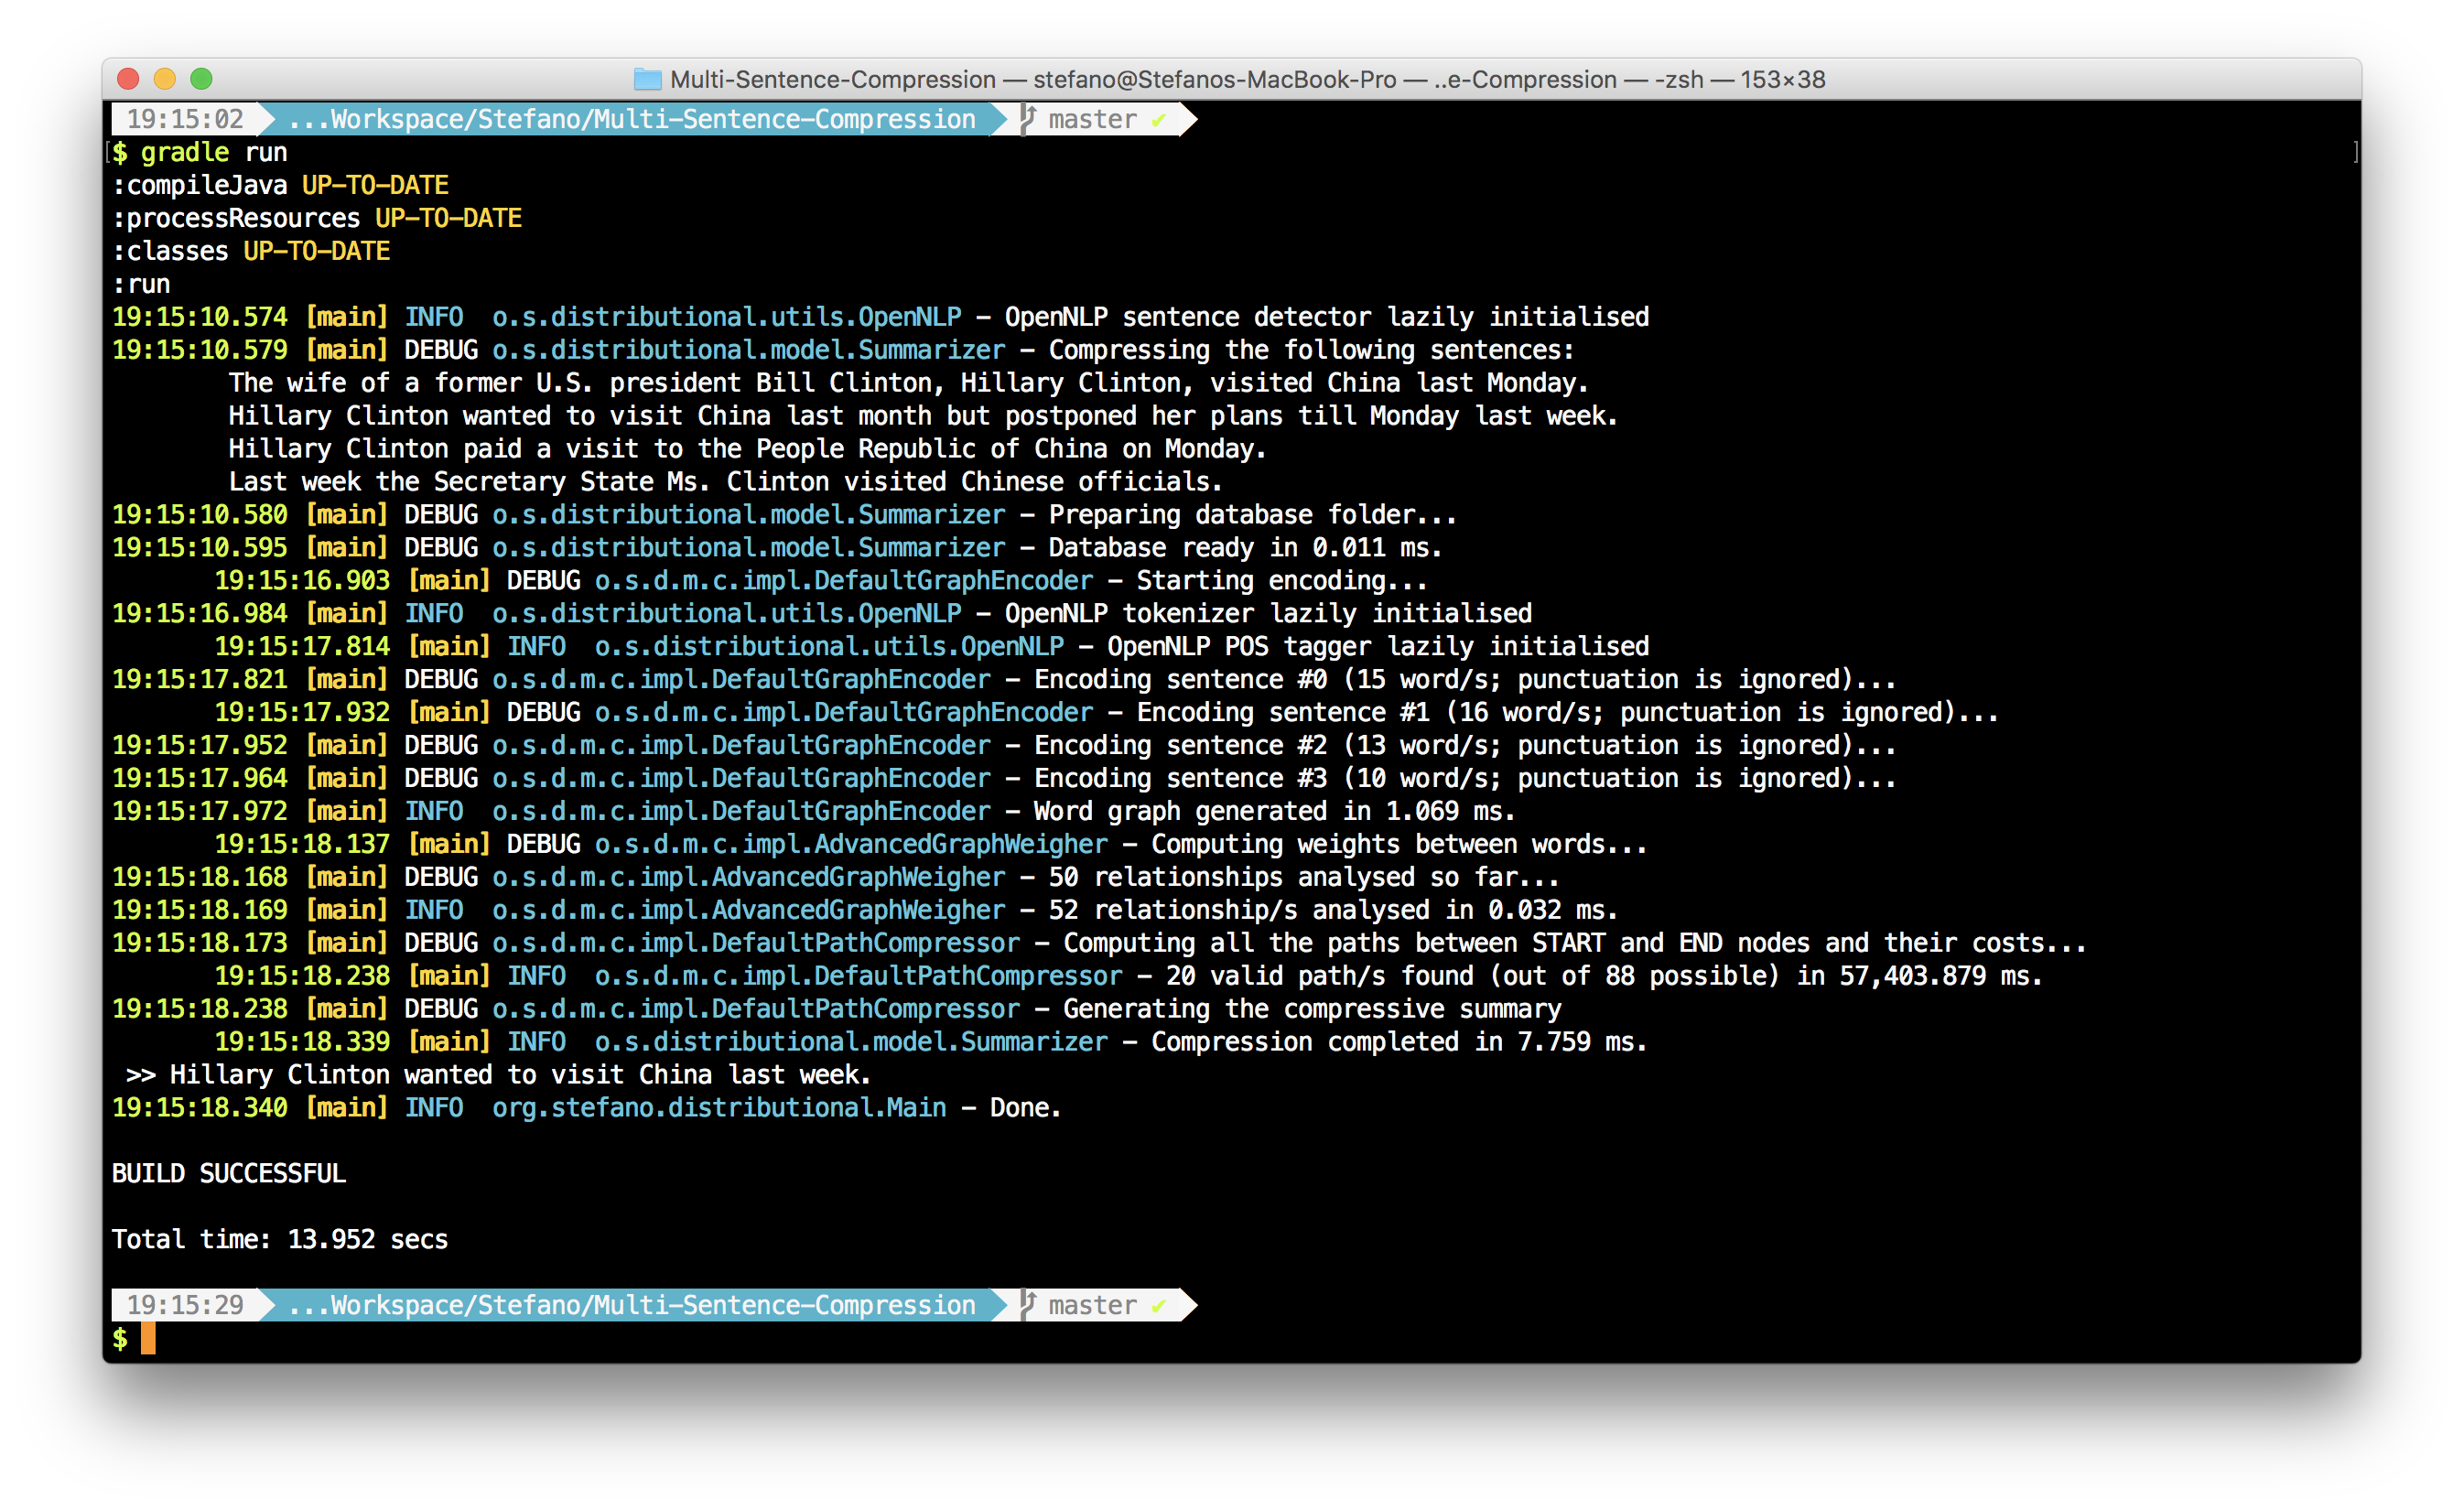 Multi-Sentence-Compression — stefano@Stefanos-MacBook-Pro — ..e-Compression — -zsh — 153×38
19:15:02 ...Workspace/Stefano/Multi-Sentence-Compression master ✔
[$ gradle run ]
:compileJava UP-TO-DATE
:processResources UP-TO-DATE
:classes UP-TO-DATE
:run
19:15:10.574 [main] INFO  o.s.distributional.utils.OpenNLP - OpenNLP sentence detector lazily initialised
19:15:10.579 [main] DEBUG o.s.distributional.model.Summarizer - Compressing the following sentences:
The wife of a former U.S. president Bill Clinton, Hillary Clinton, visited China last Monday.
Hillary Clinton wanted to visit China last month but postponed her plans till Monday last week.
Hillary Clinton paid a visit to the People Republic of China on Monday.
Last week the Secretary State Ms. Clinton visited Chinese officials.
19:15:10.580 [main] DEBUG o.s.distributional.model.Summarizer - Preparing database folder...
19:15:10.595 [main] DEBUG o.s.distributional.model.Summarizer - Database ready in 0.011 ms.
19:15:16.903 [main] DEBUG o.s.d.m.c.impl.DefaultGraphEncoder - Starting encoding...
19:15:16.984 [main] INFO  o.s.distributional.utils.OpenNLP - OpenNLP tokenizer lazily initialised
19:15:17.814 [main] INFO  o.s.distributional.utils.OpenNLP - OpenNLP POS tagger lazily initialised
19:15:17.821 [main] DEBUG o.s.d.m.c.impl.DefaultGraphEncoder - Encoding sentence #0 (15 word/s; punctuation is ignored)...
19:15:17.932 [main] DEBUG o.s.d.m.c.impl.DefaultGraphEncoder - Encoding sentence #1 (16 word/s; punctuation is ignored)...
19:15:17.952 [main] DEBUG o.s.d.m.c.impl.DefaultGraphEncoder - Encoding sentence #2 (13 word/s; punctuation is ignored)...
19:15:17.964 [main] DEBUG o.s.d.m.c.impl.DefaultGraphEncoder - Encoding sentence #3 (10 word/s; punctuation is ignored)...
19:15:17.972 [main] INFO  o.s.d.m.c.impl.DefaultGraphEncoder - Word graph generated in 1.069 ms.
19:15:18.137 [main] DEBUG o.s.d.m.c.impl.AdvancedGraphWeigher - Computing weights between words...
19:15:18.168 [main] DEBUG o.s.d.m.c.impl.AdvancedGraphWeigher - 50 relationships analysed so far...
19:15:18.169 [main] INFO  o.s.d.m.c.impl.AdvancedGraphWeigher - 52 relationship/s analysed in 0.032 ms.
19:15:18.173 [main] DEBUG o.s.d.m.c.impl.DefaultPathCompressor - Computing all the paths between START and END nodes and their costs...
19:15:18.238 [main] INFO  o.s.d.m.c.impl.DefaultPathCompressor - 20 valid path/s found (out of 88 possible) in 57,403.879 ms.
19:15:18.238 [main] DEBUG o.s.d.m.c.impl.DefaultPathCompressor - Generating the compressive summary
19:15:18.339 [main] INFO  o.s.distributional.model.Summarizer - Compression completed in 7.759 ms.
>> Hillary Clinton wanted to visit China last week.
19:15:18.340 [main] INFO  org.stefano.distributional.Main - Done.
BUILD SUCCESSFUL
Total time: 13.952 secs
19:15:29 ...Workspace/Stefano/Multi-Sentence-Compression master ✔
$